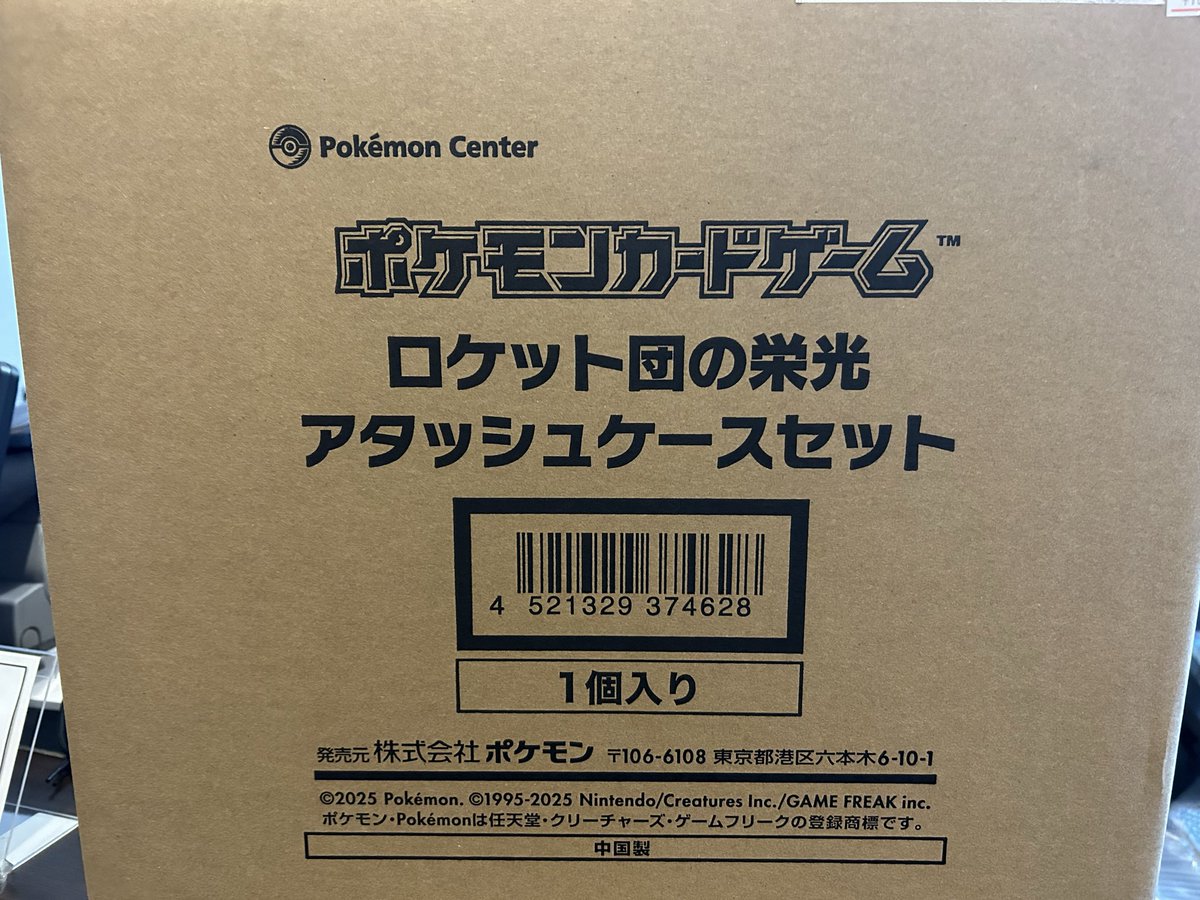 Pokémon Center
ポケモンカードゲーム™
ロケット団の栄光
アタッシュケースセット
4 521329 374628
1個入り
発売元 株式会社 ポケモン 〒106-6108 東京都港区六本木6-10-1
©2025 Pokémon. ©1995-2025 Nintendo/Creatures Inc./GAME FREAK inc.
ポケモン・Pokémonは任天堂・クリーチャーズ・ゲームフリークの登録商標です。
中国製